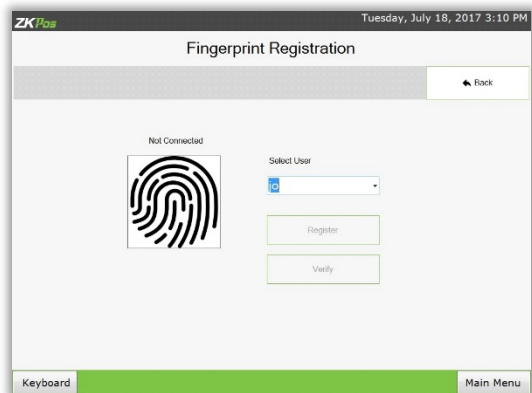 ZKPos
Tuesday, July 18, 2017 3:10 PM
Fingerprint Registration
Back
Not Connected
Select User
jo
Register
Verify
Keyboard
Main Menu